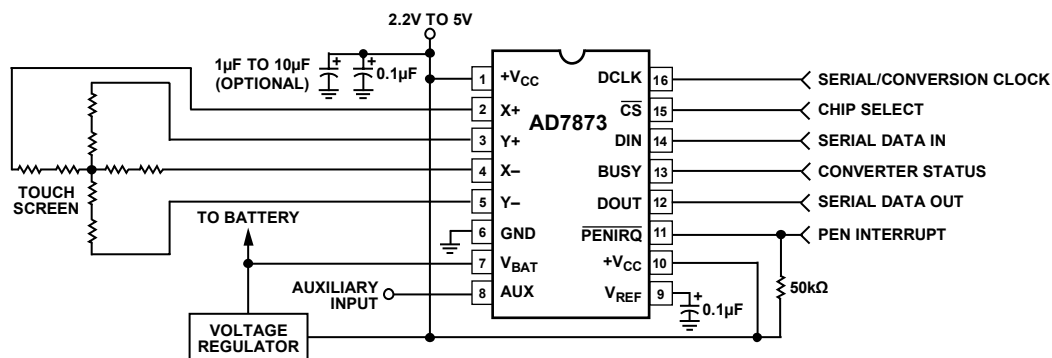 2.2V TO 5V
1µF TO 10µF
(OPTIONAL)
+
+
0.1µF
TOUCH
SCREEN
TO BATTERY
AUXILIARY
INPUT
VOLTAGE
REGULATOR
AD7873
1 +VCC
2 X+
3 Y+
4 X–
5 Y–
6 GND
7 VBAT
8 AUX
DCLK 16 SERIAL/CONVERSION CLOCK
CS 15 CHIP SELECT
DIN 14 SERIAL DATA IN
BUSY 13 CONVERTER STATUS
DOUT 12 SERIAL DATA OUT
PENIRQ 11 PEN INTERRUPT
+VCC 10
VREF 9
+
0.1µF
50kΩ